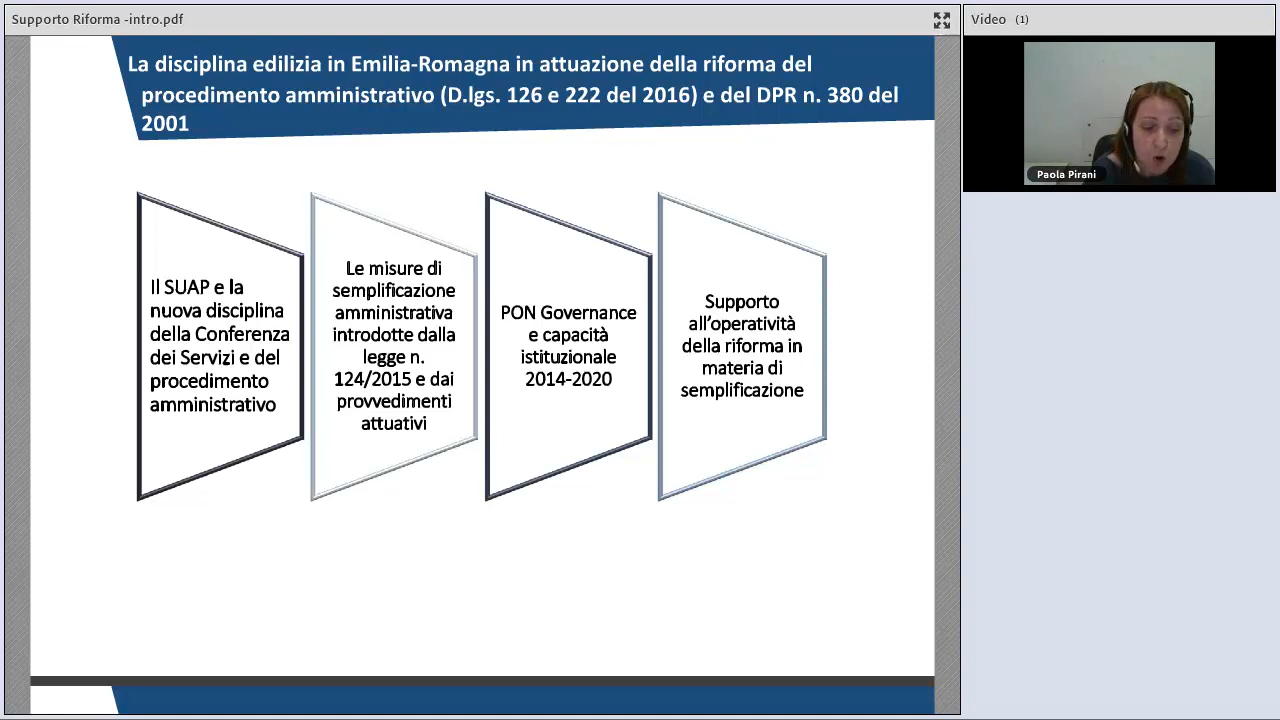 Supporto Riforma -intro.pdf
Video (1)
La disciplina edilizia in Emilia-Romagna in attuazione della riforma del
procedimento amministrativo (D.lgs. 126 e 222 del 2016) e del DPR n. 380 del
2001
Il SUAP e la
nuova disciplina
della Conferenza
dei Servizi e del
procedimento
amministrativo
Le misure di
semplificazione
amministrativa
introdotte dalla
legge n.
124/2015 e dai
provvedimenti
attuativi
PON Governance
e capacità
istituzionale
2014-2020
Supporto
all’operatività
della riforma in
materia di
semplificazione
Paola Pirani